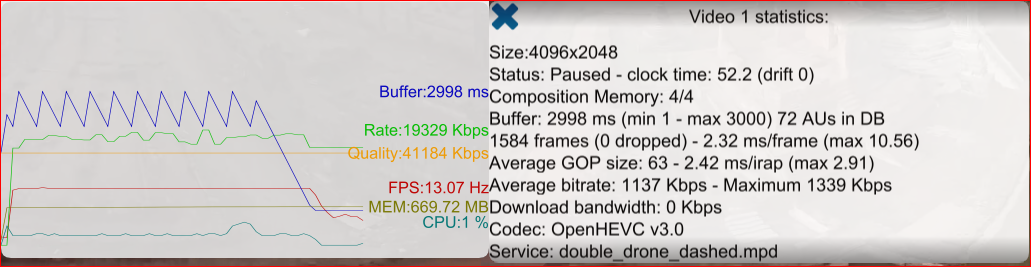 Buffer:2998 ms
Rate:19329 Kbps
Quality:41184 Kbps
FPS:13.07 Hz
MEM:669.72 MB
CPU:1 %
Video 1 statistics:
Size:4096x2048
Status: Paused - clock time: 52.2 (drift 0)
Composition Memory: 4/4
Buffer: 2998 ms (min 1 - max 3000) 72 AUs in DB
1584 frames (0 dropped) - 2.32 ms/frame (max 10.56)
Average GOP size: 63 - 2.42 ms/irap (max 2.91)
Average bitrate: 1137 Kbps - Maximum 1339 Kbps
Download bandwidth: 0 Kbps
Codec: OpenHEVC v3.0
Service: double_drone_dashed.mpd